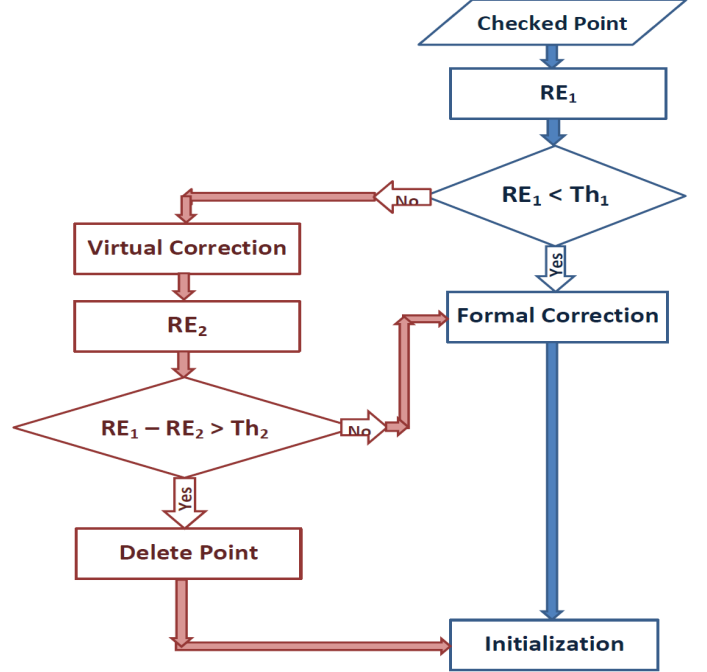 Checked Point
RE₁
RE₁ < Th₁
No
Yes
Virtual Correction
RE₂
Formal Correction
RE₁ – RE₂ > Th₂
No
Yes
Delete Point
Initialization